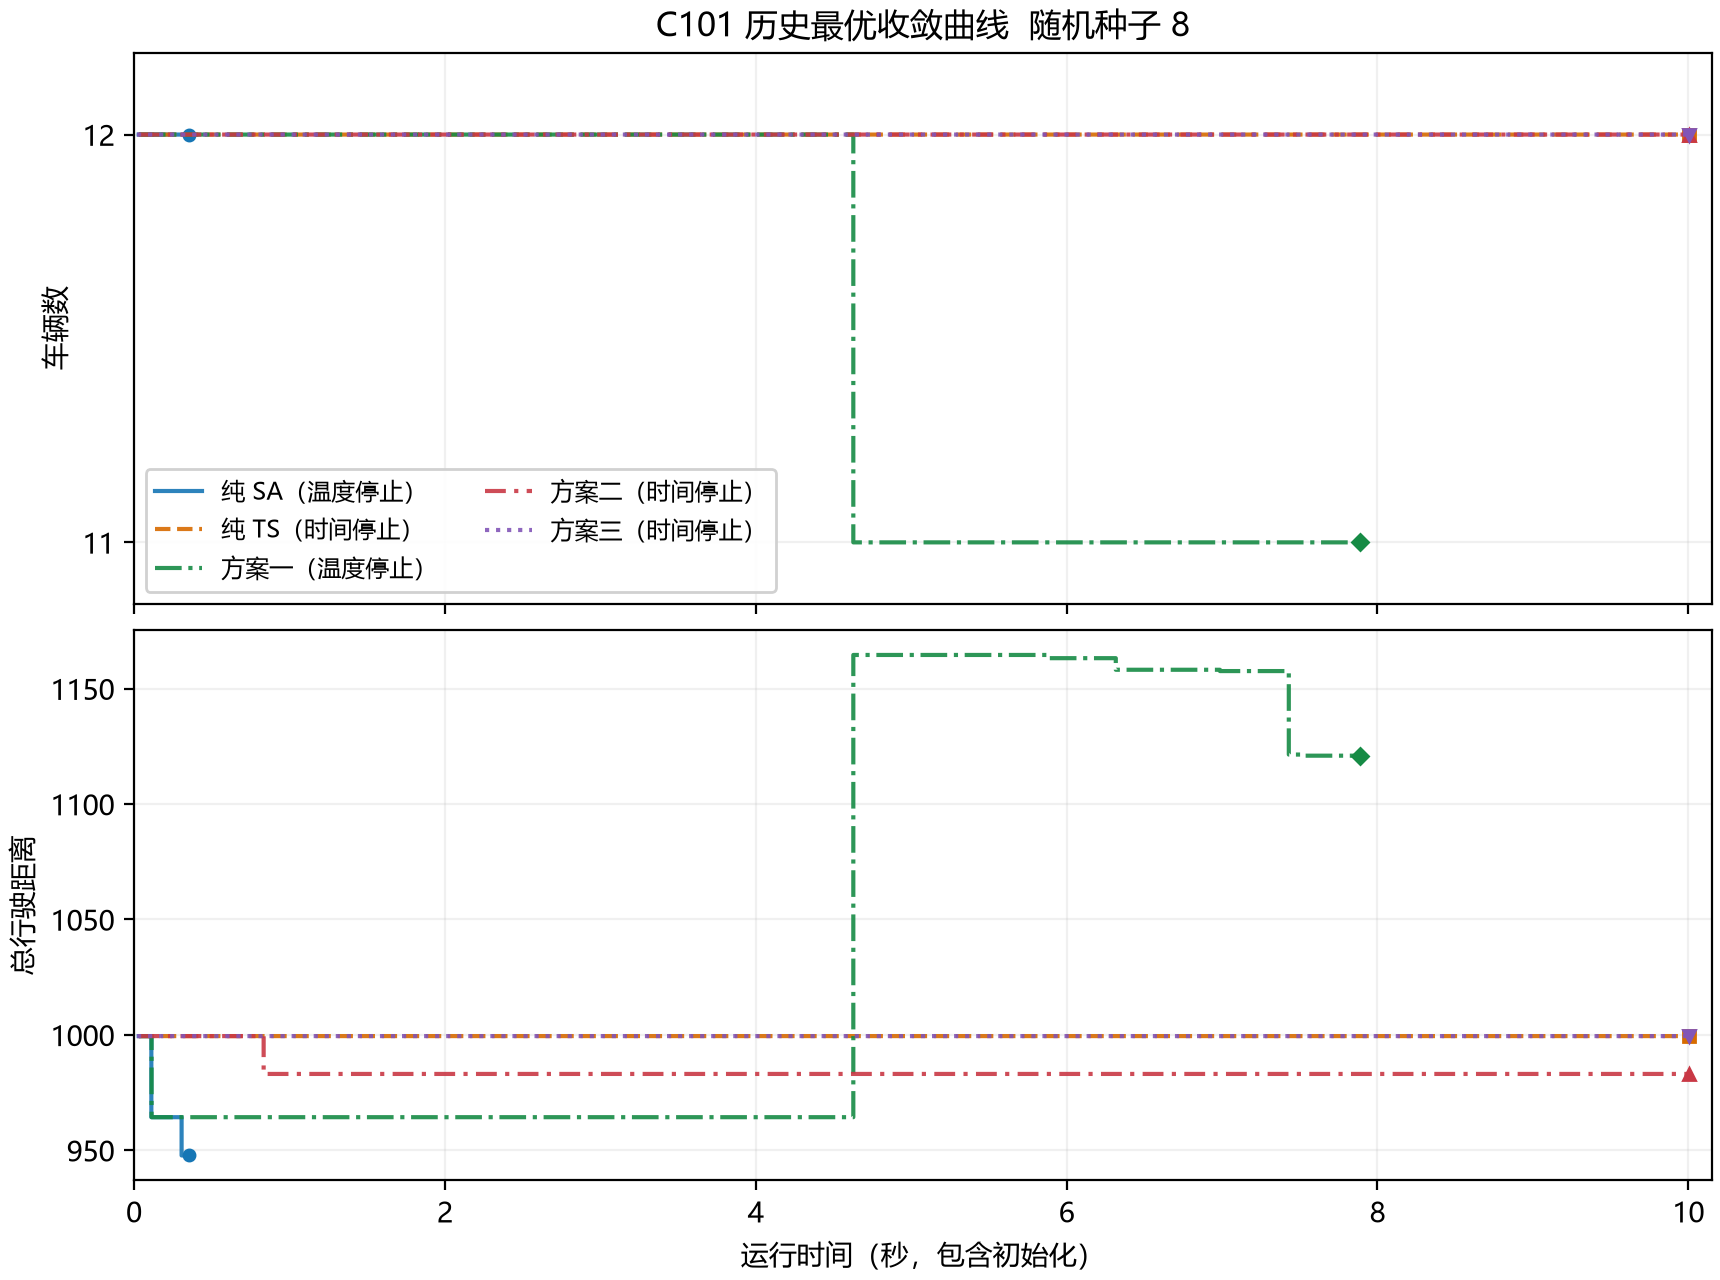 C101 历史最优收敛曲线 随机种子 8
12
11
车辆数
纯 SA（温度停止）
纯 TS（时间停止）
方案一（温度停止）
方案二（时间停止）
方案三（时间停止）
1150
1100
1050
1000
950
总行驶距离
0 2 4 6 8 10
运行时间（秒，包含初始化）